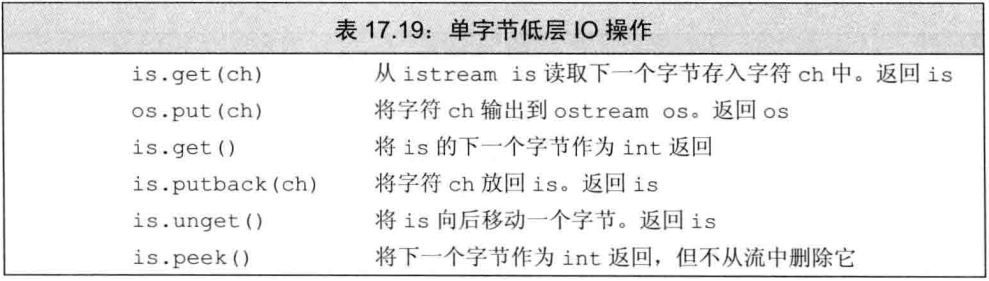 表 17.19：单字节低层 IO 操作
is.get(ch) 从 istream is 读取下一个字节存入字符 ch 中。返回 is
os.put(ch) 将字符 ch 输出到 ostream os。返回 os
is.get() 将 is 的下一个字节作为 int 返回
is.putback(ch) 将字符 ch 放回 is。返回 is
is.unget() 将 is 向后移动一个字节。返回 is
is.peek() 将下一个字节作为 int 返回，但不从流中删除它